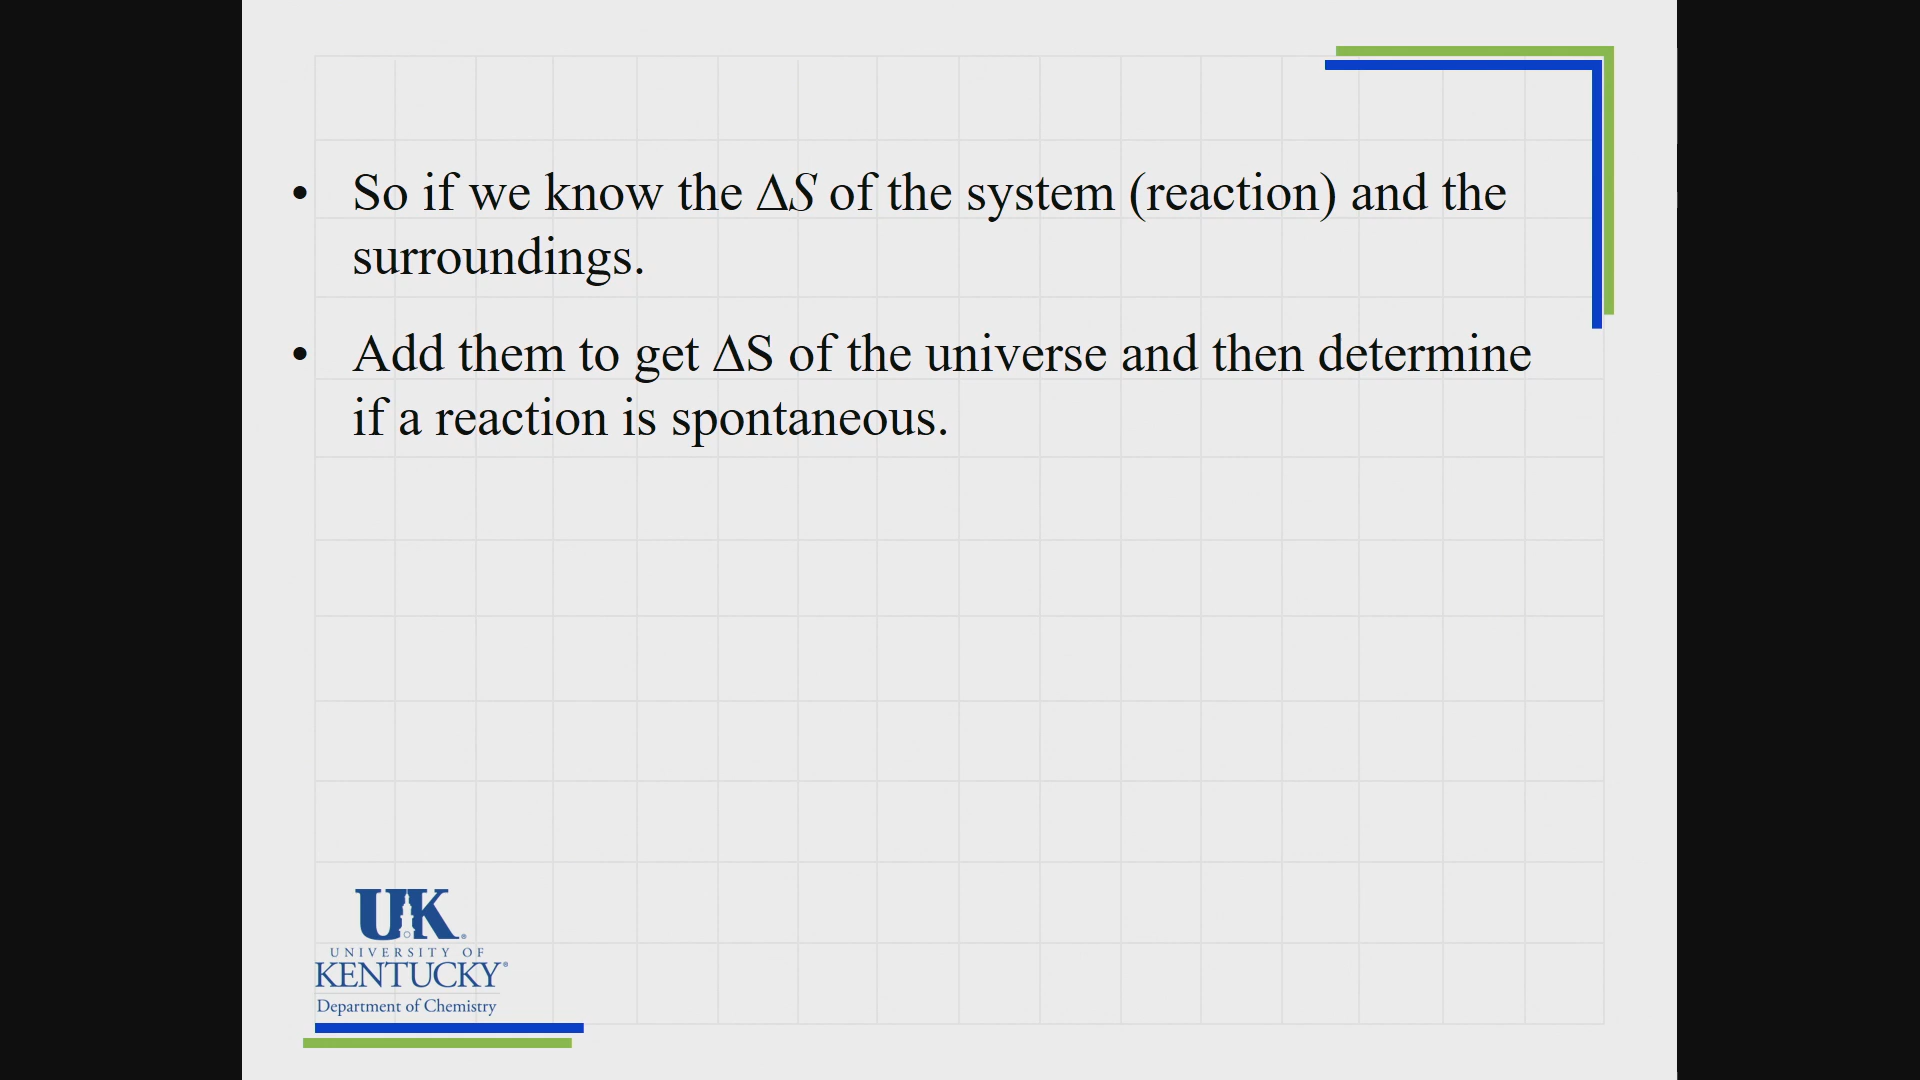 • So if we know the ΔS of the system (reaction) and the
surroundings.
• Add them to get ΔS of the universe and then determine
if a reaction is spontaneous.
UK®
UNIVERSITY OF
KENTUCKY®
Department of Chemistry